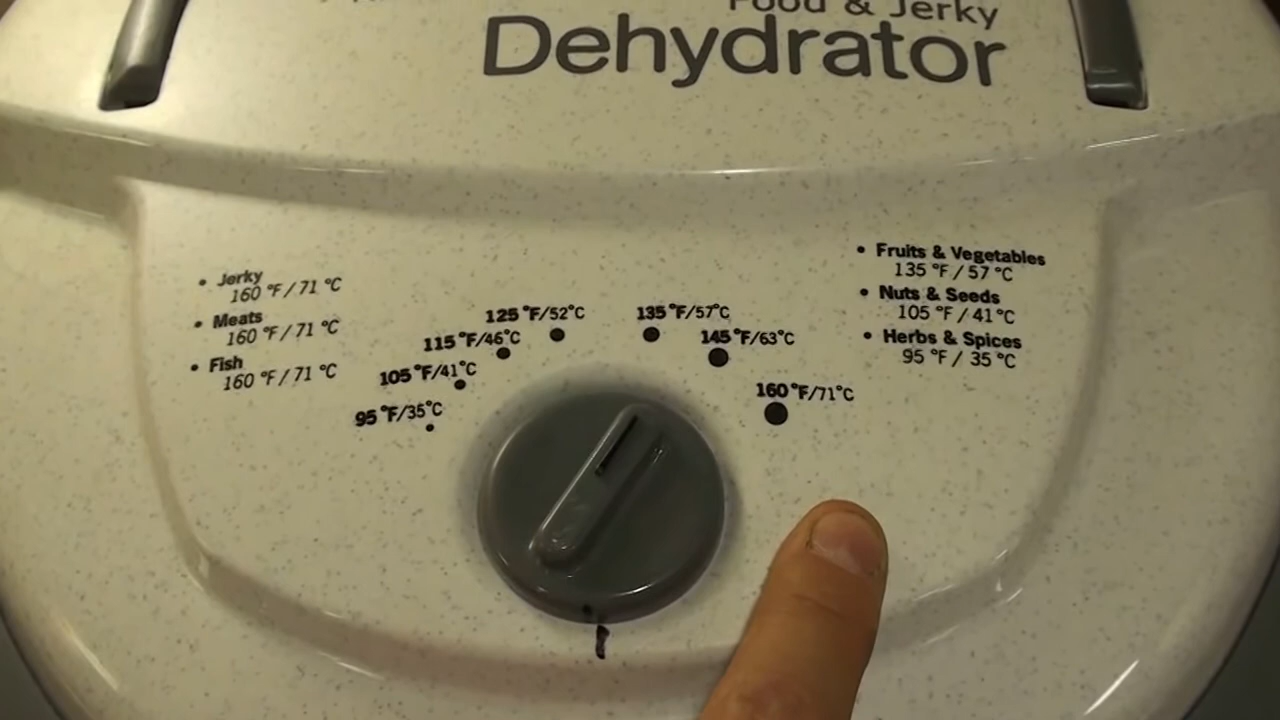 Food & Jerky
Dehydrator
• Jerky
160 °F/71 °C
• Meats
160 °F/71 °C
• Fish
160 °F/71 °C
95 °F/35°C
105 °F/41°C
115 °F/46°C
125 °F/52°C
135 °F/57°C
145 °F/63°C
160 °F/71°C
• Fruits & Vegetables
135 °F/57 °C
• Nuts & Seeds
105 °F/41°C
• Herbs & Spices
95 °F/ 35 °C